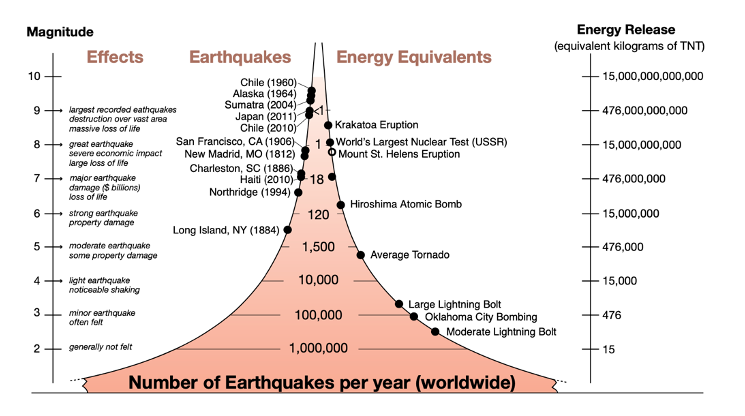 Magnitude
Effects
Earthquakes
Energy Equivalents
Energy Release
(equivalent kilograms of TNT)
10
9
8
7
6
5
4
3
2
largest recorded eathquakes
destruction over vast area
massive loss of life
great earthquake
severe economic impact
large loss of life
major earthquake
damage ($ billions)
loss of life
strong earthquake
property damage
moderate earthquake
some property damage
light earthquake
noticeable shaking
minor earthquake
often felt
generally not felt
Chile (1960)
Alaska (1964)
Sumatra (2004)
Japan (2011)
Chile (2010)
San Francisco, CA (1906)
New Madrid, MO (1812)
Charleston, SC (1886)
Haiti (2010)
Northridge (1994)
Long Island, NY (1884)
<1
1
18
120
1,500
10,000
100,000
1,000,000
Krakatoa Eruption
World's Largest Nuclear Test (USSR)
Mount St. Helens Eruption
Hiroshima Atomic Bomb
Average Tornado
Large Lightning Bolt
Oklahoma City Bombing
Moderate Lightning Bolt
15,000,000,000,000
476,000,000,000
15,000,000,000
476,000,000
15,000,000
476,000
15,000
476
15
Number of Earthquakes per year (worldwide)